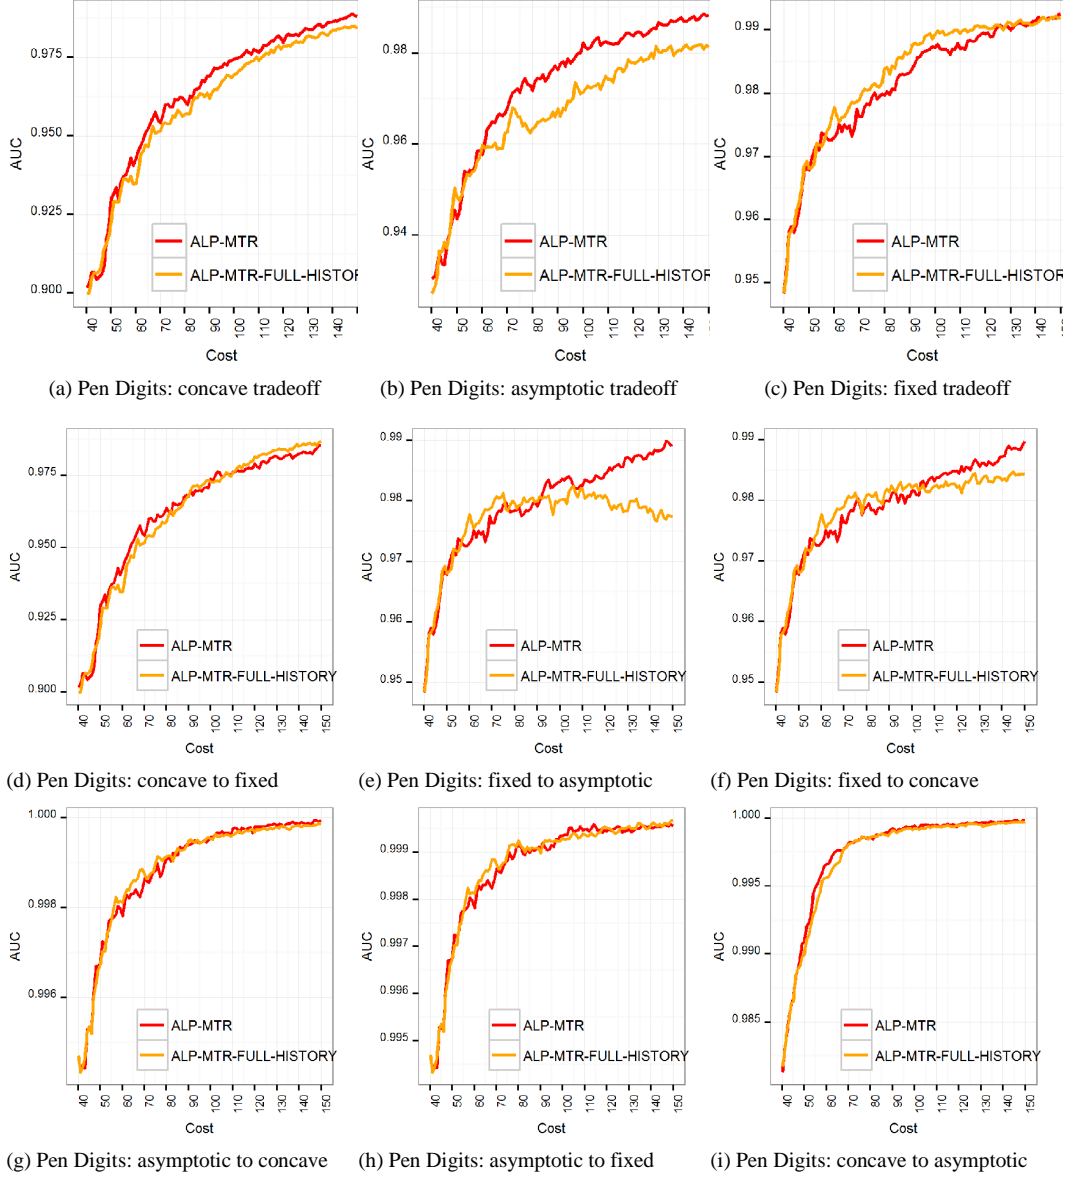 0.975
0.950
0.925
0.900
AUC
40 50 60 70 80 90 100 110 120 130 140
Cost
ALP-MTR
ALP-MTR-FULL-HISTOR
(a) Pen Digits: concave tradeoff
0.98
0.96
0.94
AUC
40 50 60 70 80 90 100 110 120 130 140
Cost
ALP-MTR
ALP-MTR-FULL-HISTOR
(b) Pen Digits: asymptotic tradeoff
0.99
0.98
0.97
0.96
0.95
AUC
40 50 60 70 80 90 100 110 120 130 140
Cost
ALP-MTR
ALP-MTR-FULL-HISTOR
(c) Pen Digits: fixed tradeoff
0.975
0.950
0.925
0.900
AUC
40 50 60 70 80 90 100 110 120 130 140 150
Cost
ALP-MTR
ALP-MTR-FULL-HISTORY
(d) Pen Digits: concave to fixed
0.99
0.98
0.97
0.96
0.95
AUC
40 50 60 70 80 90 100 110 120 130 140 150
Cost
ALP-MTR
ALP-MTR-FULL-HISTORY
(e) Pen Digits: fixed to asymptotic
0.99
0.98
0.97
0.96
0.95
AUC
40 50 60 70 80 90 100 110 120 130 140 150
Cost
ALP-MTR
ALP-MTR-FULL-HISTORY
(f) Pen Digits: fixed to concave
1.000
0.998
0.996
AUC
40 50 60 70 80 90 100 110 120 130 140 150
Cost
ALP-MTR
ALP-MTR-FULL-HISTORY
(g) Pen Digits: asymptotic to concave
0.999
0.998
0.997
0.996
0.995
AUC
40 50 60 70 80 90 100 110 120 130 140 150
Cost
ALP-MTR
ALP-MTR-FULL-HISTORY
(h) Pen Digits: asymptotic to fixed
1.000
0.995
0.990
0.985
AUC
40 50 60 70 80 90 100 110 120 130 140 150
Cost
ALP-MTR
ALP-MTR-FULL-HISTORY
(i) Pen Digits: concave to asymptotic